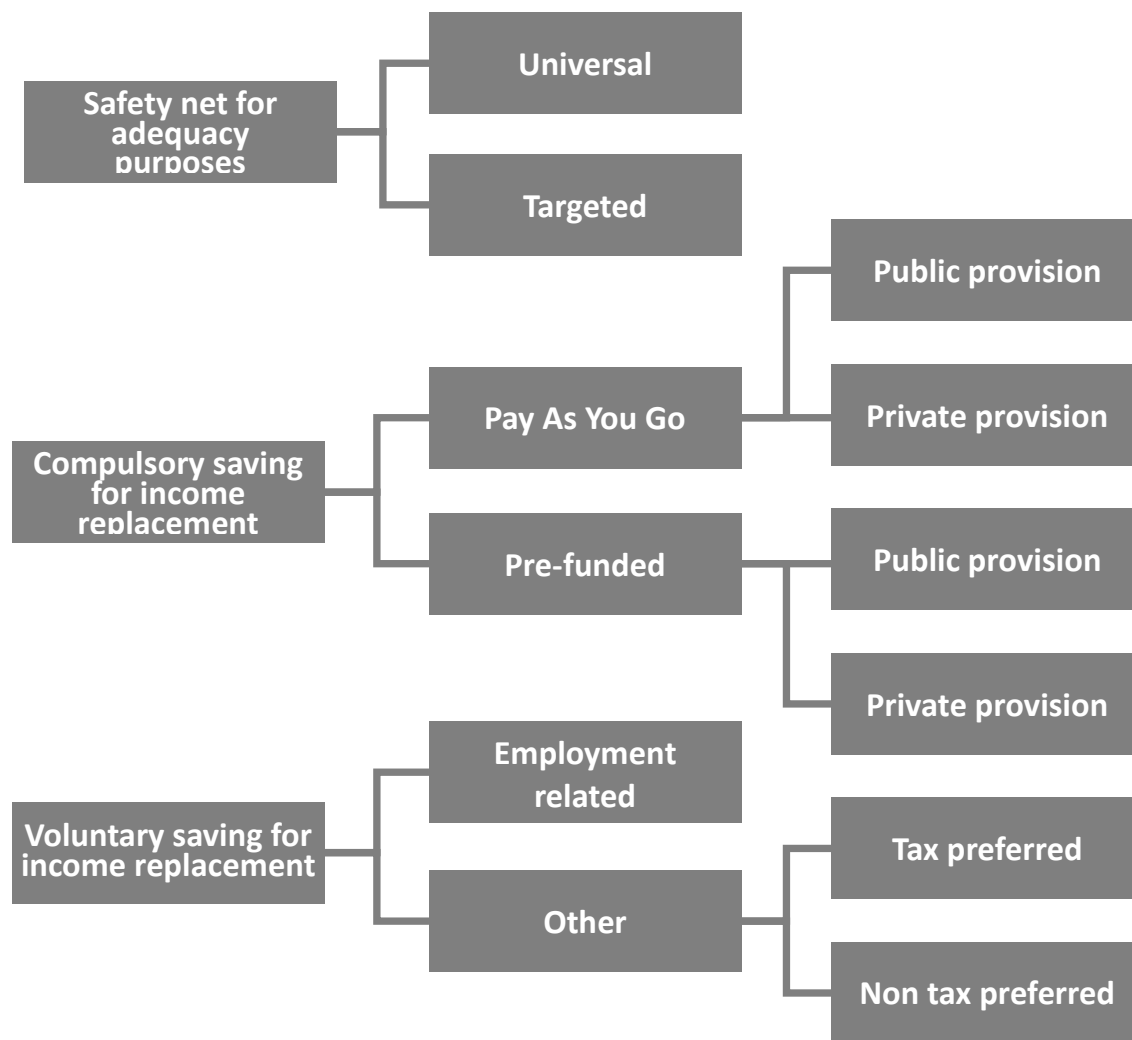 Safety net for
adequacy
purposes
Universal
Targeted
Compulsory saving
for income
replacement
Pay As You Go
Public provision
Private provision
Pre-funded
Public provision
Private provision
Voluntary saving for
income replacement
Employment
related
Other
Tax preferred
Non tax preferred